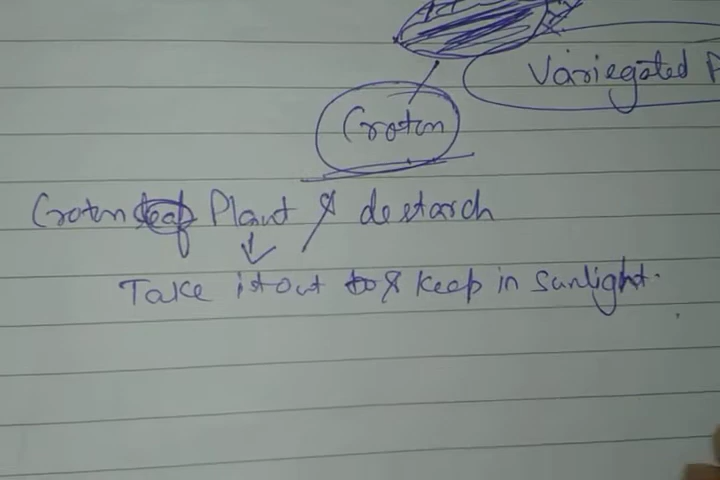 Variegated
Croton
Croton Plant & destarch
Take it out & keep in sunlight.